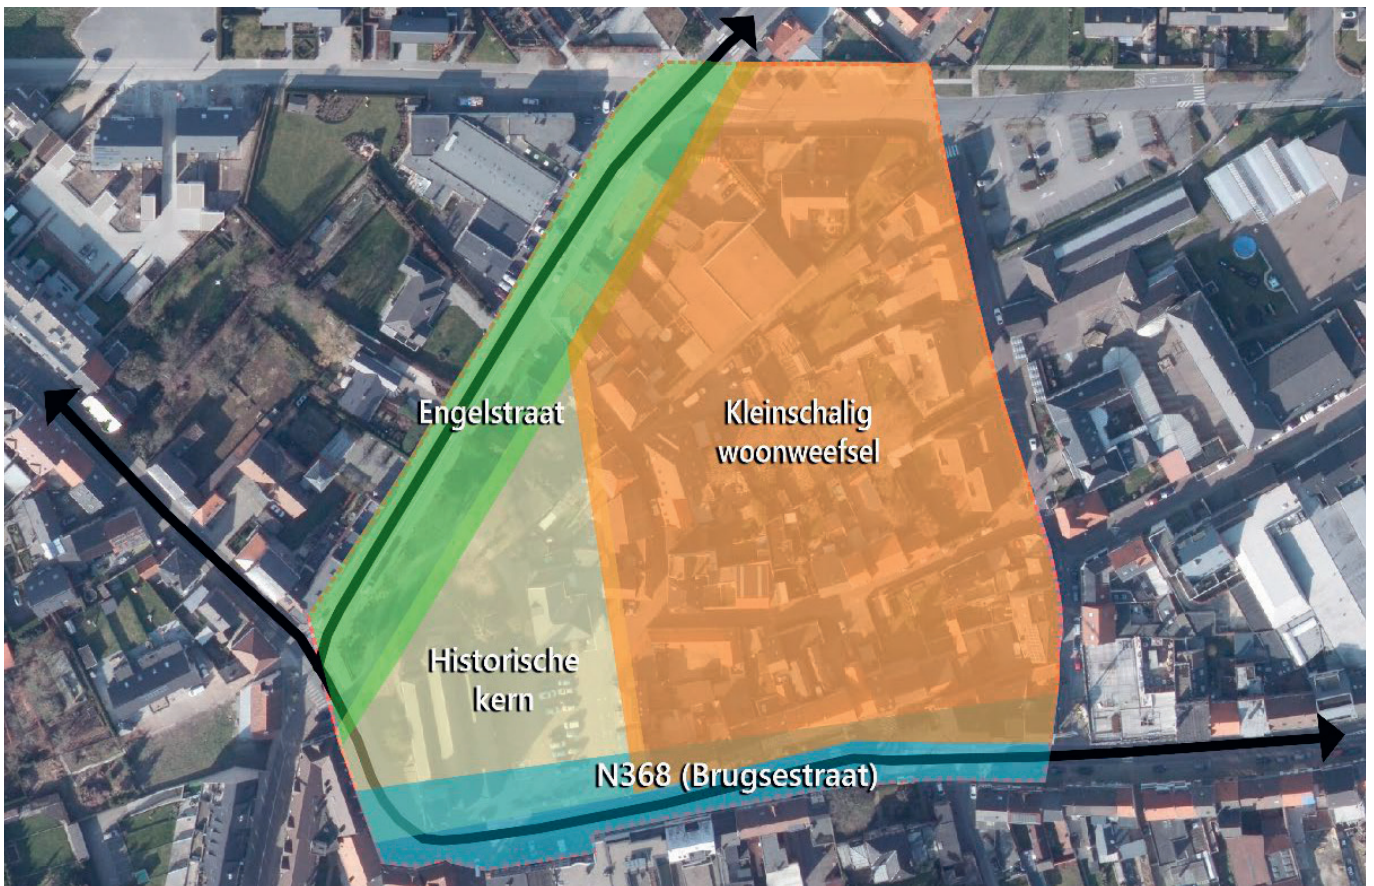 Engelstraat
Kleinschalig
woonweefsel
Historische
kern
N368 (Brugsestraat)